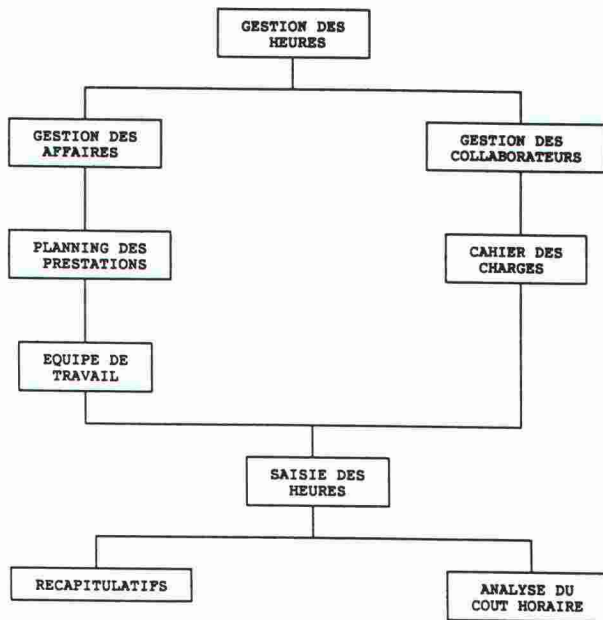 GESTION DES
HEURES
GESTION DES
AFFAIRES
GESTION DES
COLLABORATEURS
PLANNING DES
PRESTATIONS
CAHIER DES
CHARGES
EQUIPE DE
TRAVAIL
SAISIE DES
HEURES
RECAPITULATIFS
ANALYSE DU
COUT HORAIRE